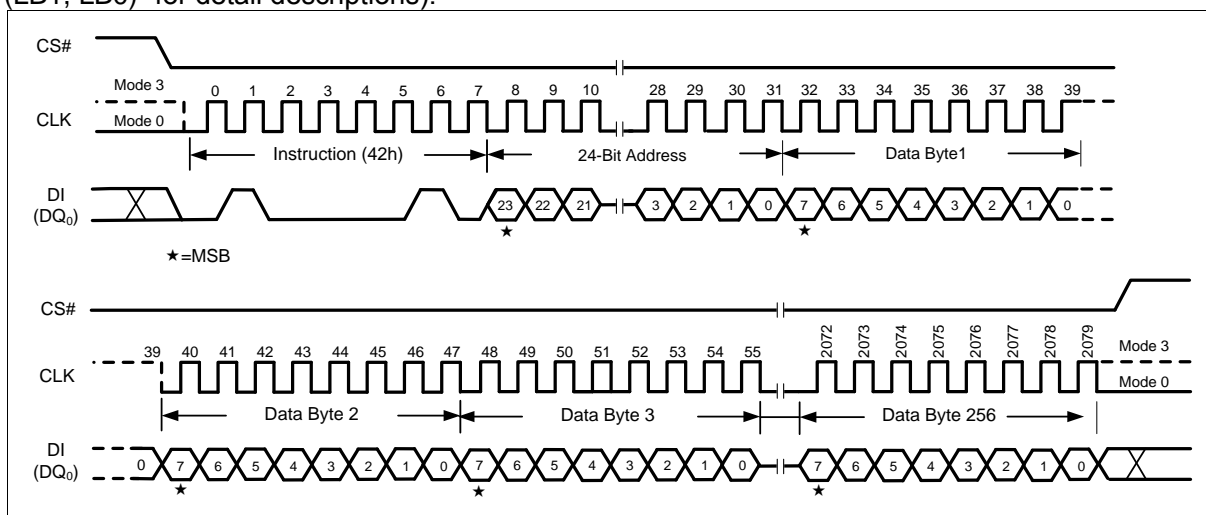 (LB1, LB0)" for detail descriptions).
CS#
Mode 3
0 1 2 3 4 5 6 7 8 9 10 28 29 30 31 32 33 34 35 36 37 38 39
CLK
Mode 0
Instruction (42h) 24-Bit Address Data Byte1
DI
(DQ0)
23 22 21 3 2 1 0 7 6 5 4 3 2 1 0
★ ★
★=MSB
CS#
39 40 41 42 43 44 45 46 47 48 49 50 51 52 53 54 55 2072 2073 2074 2075 2076 2077 2078 2079
Mode 3
CLK
Mode 0
Data Byte 2 Data Byte 3 Data Byte 256
DI
(DQ0)
0 7 6 5 4 3 2 1 0 7 6 5 4 3 2 1 0 7 6 5 4 3 2 1 0
★ ★ ★